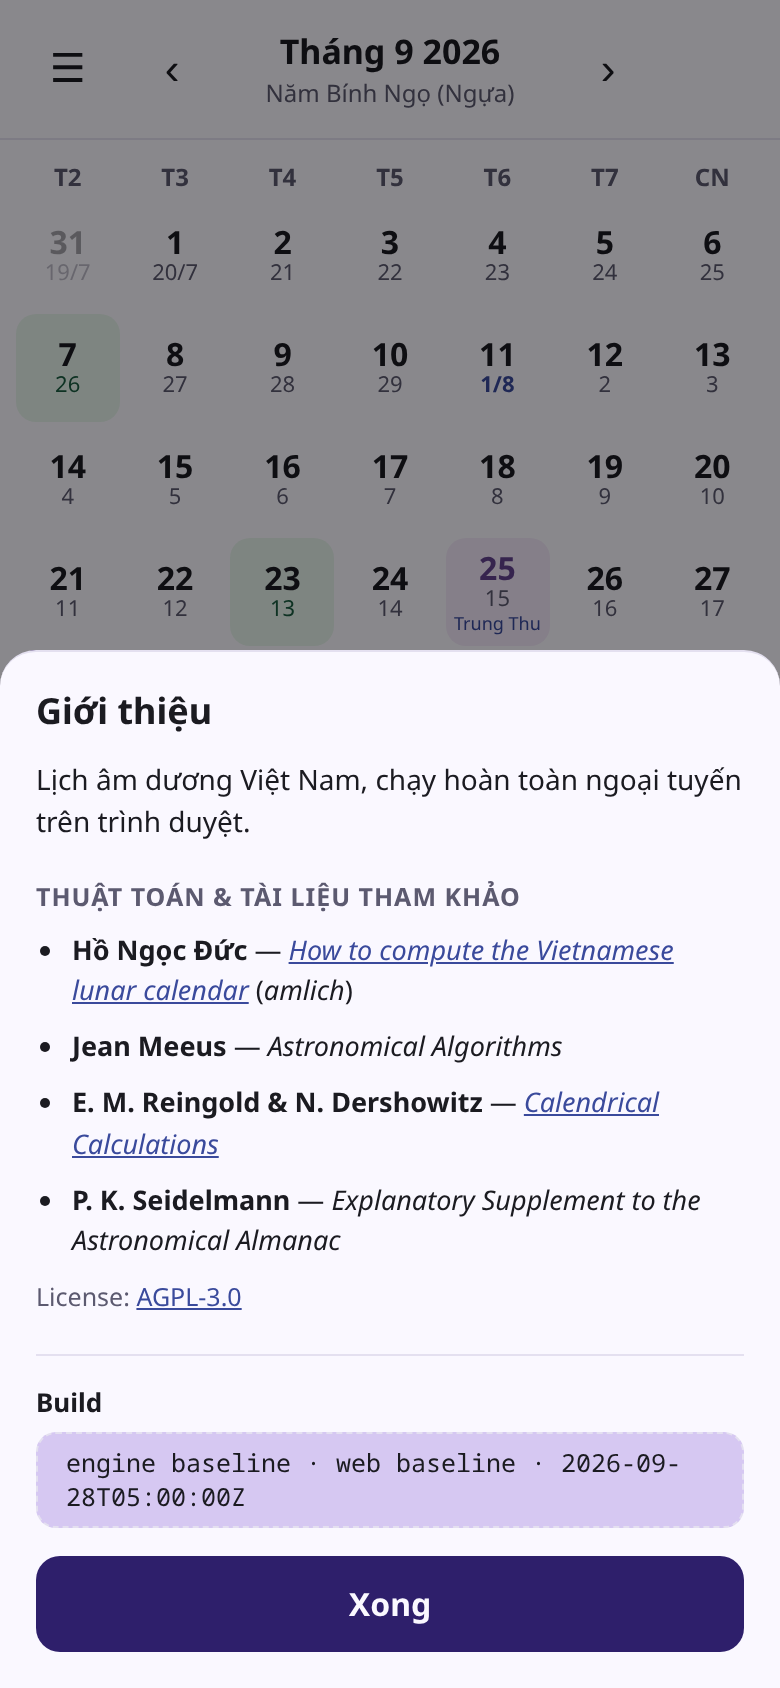 ☰ ‹ Tháng 9 2026 ›
Năm Bính Ngọ (Ngựa)
T2 T3 T4 T5 T6 T7 CN
31 1 2 3 4 5 6
19/7 20/7 21 22 23 24 25
7 8 9 10 11 12 13
26 27 28 29 1/8 2 3
14 15 16 17 18 19 20
4 5 6 7 8 9 10
21 22 23 24 25 26 27
11 12 13 14 15 16 17
Trung Thu
Giới thiệu
Lịch âm dương Việt Nam, chạy hoàn toàn ngoại tuyến
trên trình duyệt.
THUẬT TOÁN & TÀI LIỆU THAM KHẢO
• Hồ Ngọc Đức — How to compute the Vietnamese
lunar calendar (amlich)
• Jean Meeus — Astronomical Algorithms
• E. M. Reingold & N. Dershowitz — Calendrical
Calculations
• P. K. Seidelmann — Explanatory Supplement to the
Astronomical Almanac
License: AGPL-3.0
Build
engine baseline · web baseline · 2026-09-
28T05:00:00Z
Xong